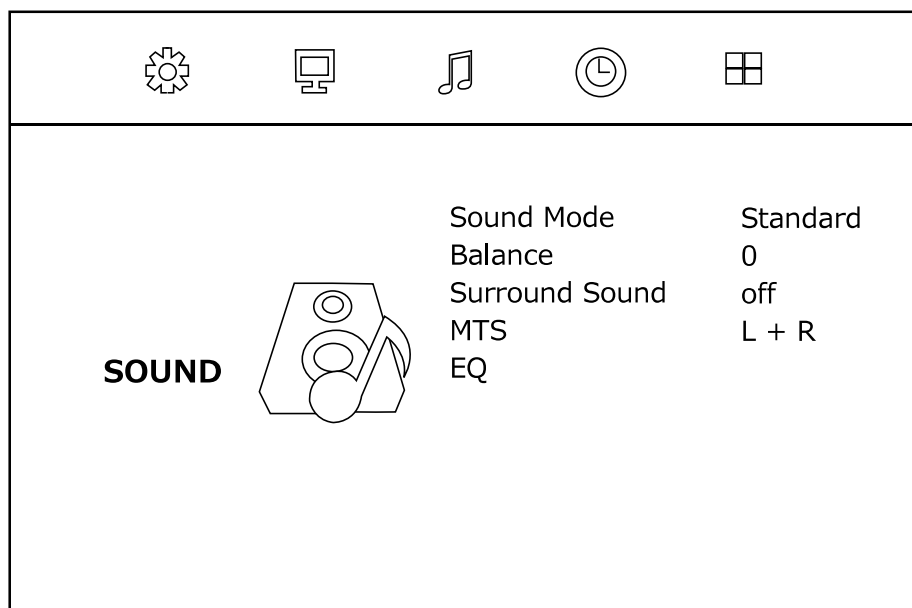 Sound Mode Standard
Balance 0
Surround Sound off
MTS L + R
SOUND
EQ